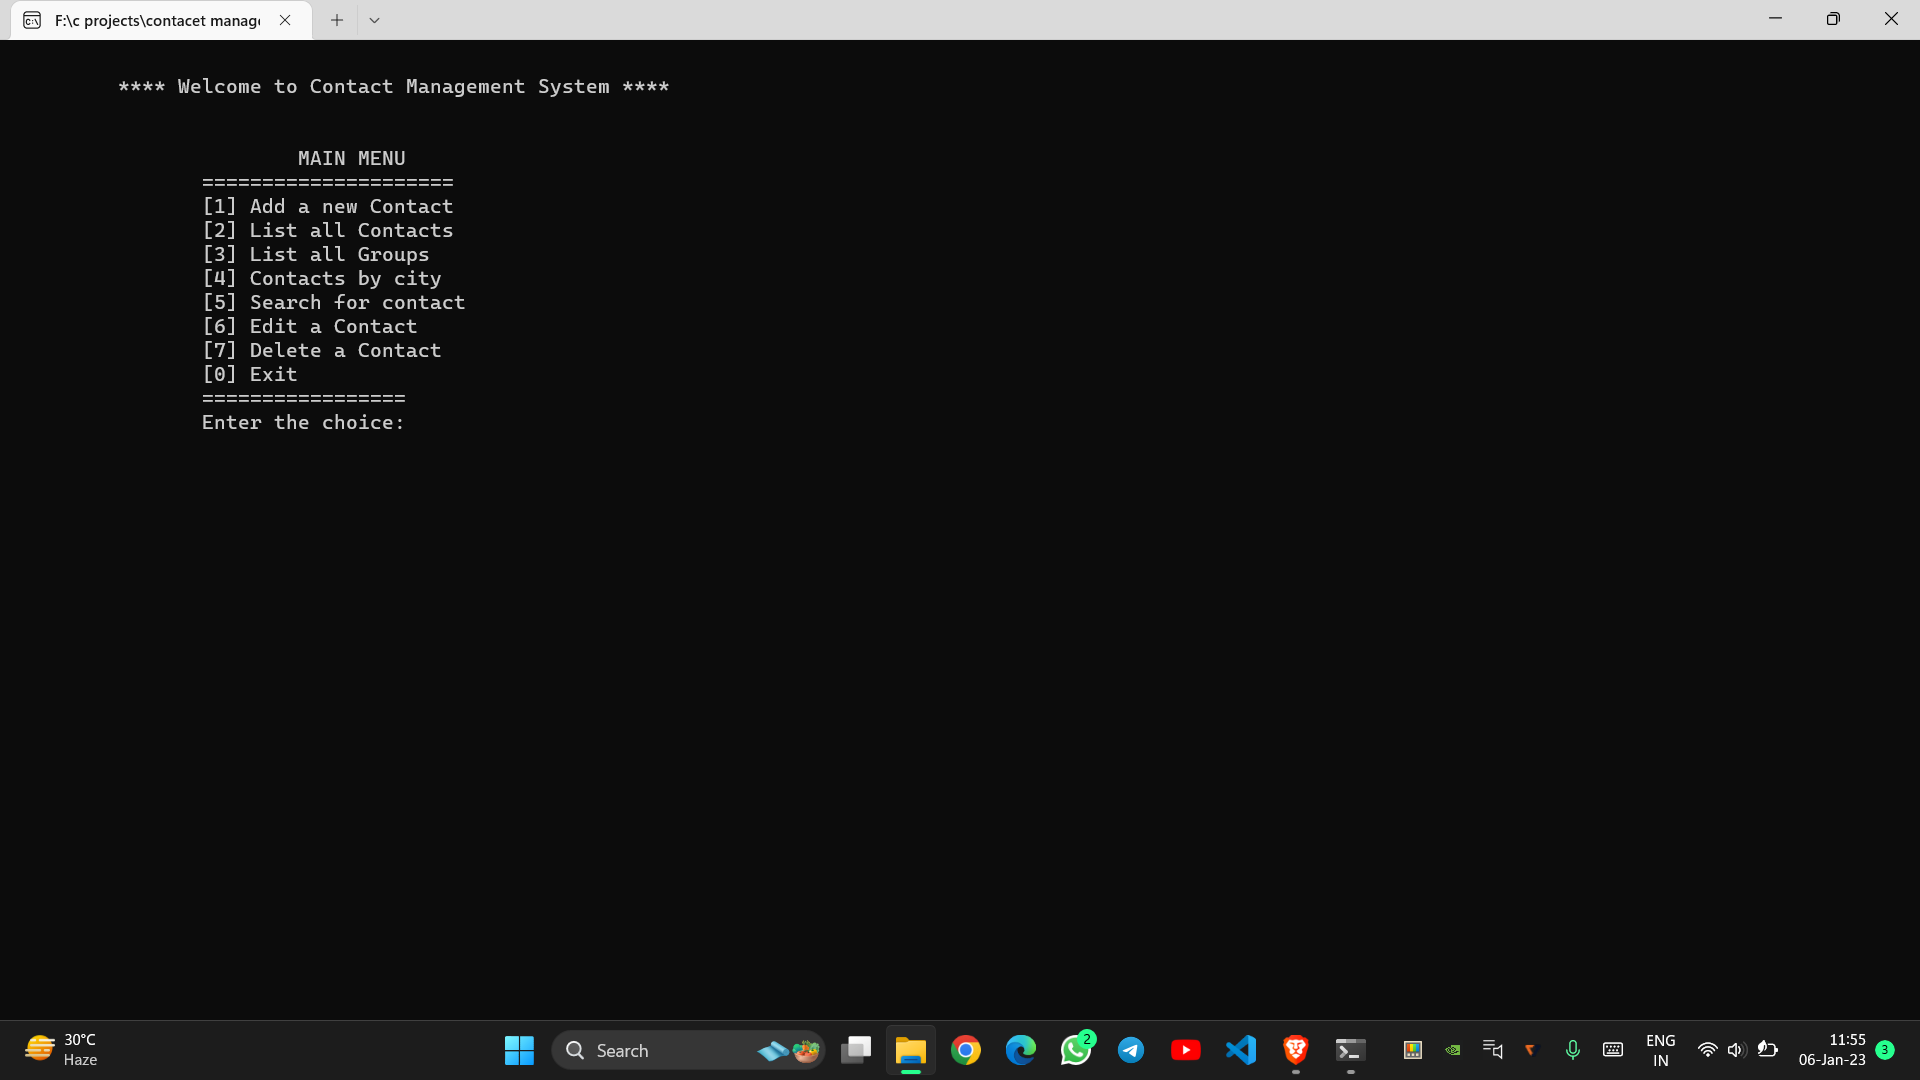 F:\c projects\contacet manag
**** Welcome to Contact Management System ****
MAIN MENU
=====================
[1] Add a new Contact
[2] List all Contacts
[3] List all Groups
[4] Contacts by city
[5] Search for contact
[6] Edit a Contact
[7] Delete a Contact
[0] Exit
=================
Enter the choice:
30°C
Haze
Search
2
ENG
IN
11:55
06-Jan-23
3